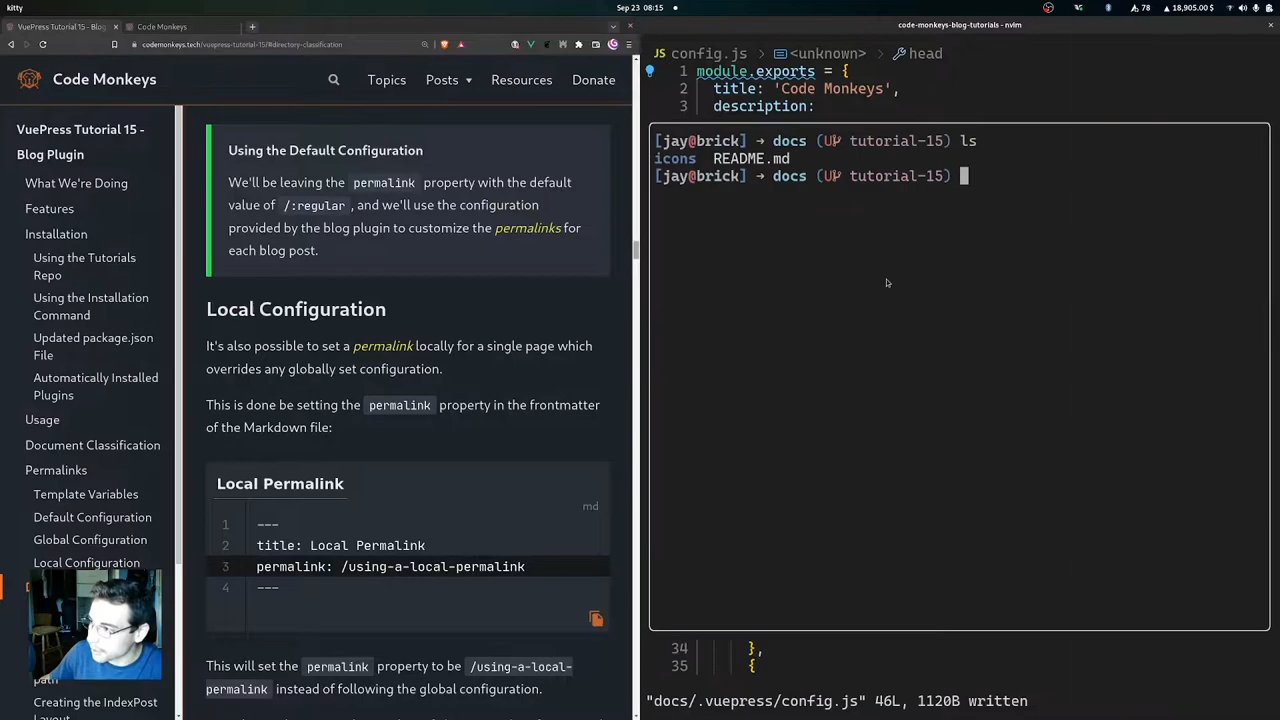 kitty
Sep 23 08:15
78
18,905.00 $
VuePress Tutorial 15 - Blog
Code Monkeys
codemonkeys.tech/vuepress-tutorial-15/#directory-classification
code-monkeys-blog-tutorials - nvim
Code Monkeys
Topics
Posts
Resources
Donate
VuePress Tutorial 15 -
Blog Plugin
What We're Doing
Features
Installation
Using the Tutorials
Repo
Using the Installation
Command
Updated package.json
File
Automatically Installed
Plugins
Usage
Document Classification
Permalinks
Template Variables
Default Configuration
Global Configuration
Local Configuration
path
Creating the IndexPost
Layout
Using the Default Configuration
We'll be leaving the permalink property with the default
value of /:regular, and we'll use the configuration
provided by the blog plugin to customize the permalinks for
each blog post.
Local Configuration
It's also possible to set a permalink locally for a single page which
overrides any globally set configuration.
This is done be setting the permalink property in the frontmatter
of the Markdown file:
Local Permalink
md
1 ---
2 title: Local Permalink
3 permalink: /using-a-local-permalink
4 ---
This will set the permalink property to be /using-a-local-
permalink instead of following the global configuration.
JS config.js > <unknown> > head
1 module.exports = {
2 title: 'Code Monkeys',
3 description:
[jay@brick] → docs (U tutorial-15) ls
icons README.md
[jay@brick] → docs (U tutorial-15)
34 },
35 {
"docs/.vuepress/config.js" 46L, 1120B written